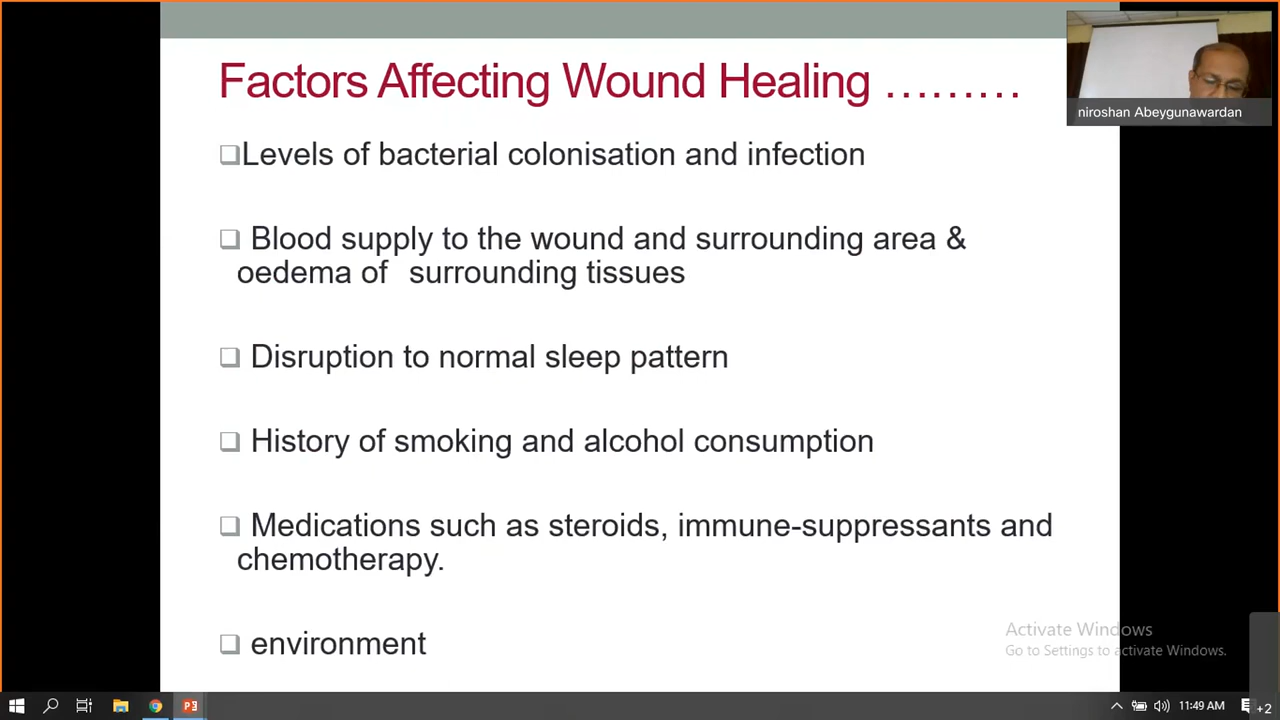 Factors Affecting Wound Healing ………
niroshan Abeygunawardan
Levels of bacterial colonisation and infection
Blood supply to the wound and surrounding area &
oedema of surrounding tissues
Disruption to normal sleep pattern
History of smoking and alcohol consumption
Medications such as steroids, immune-suppressants and
chemotherapy.
environment
Activate Windows
Go to Settings to activate Windows.
11:49 AM
+2